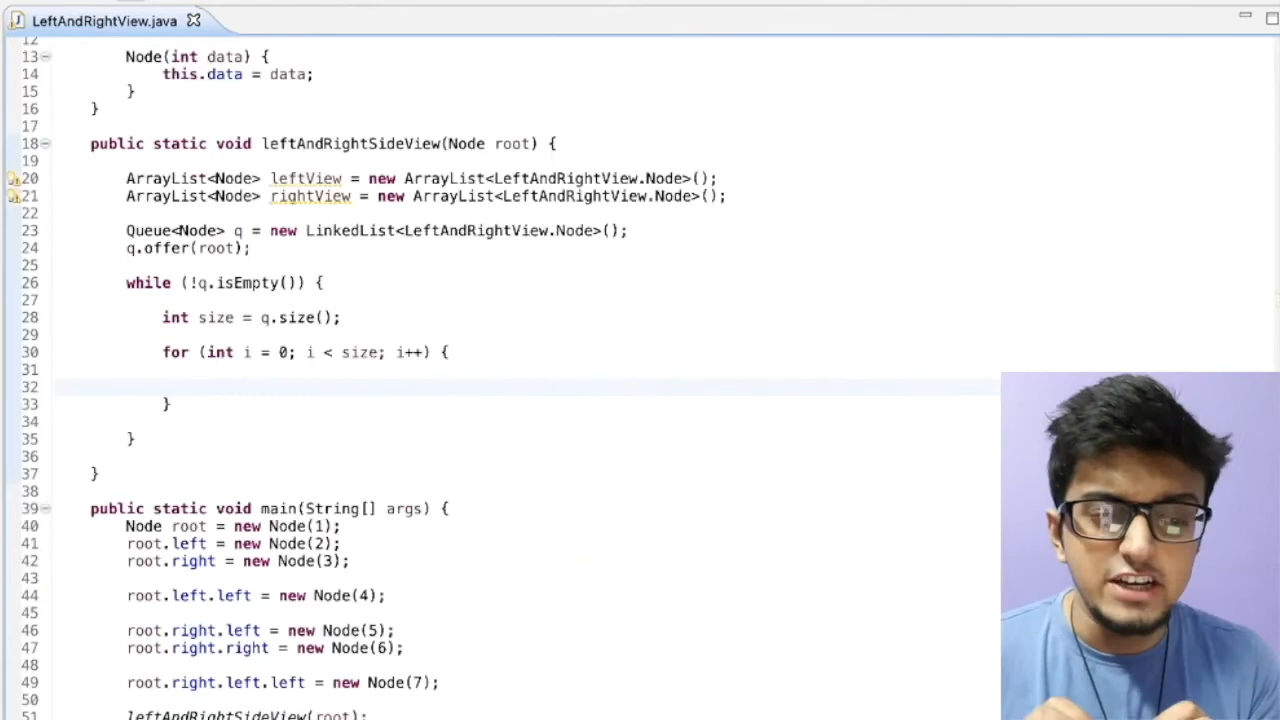 LeftAndRightView.java
12
13 Node(int data) {
14 this.data = data;
15 }
16 }
17
18 public static void leftAndRightSideView(Node root) {
19
20 ArrayList<Node> leftView = new ArrayList<LeftAndRightView.Node>();
21 ArrayList<Node> rightView = new ArrayList<LeftAndRightView.Node>();
22
23 Queue<Node> q = new LinkedList<LeftAndRightView.Node>();
24 q.offer(root);
25
26 while (!q.isEmpty()) {
27
28 int size = q.size();
29
30 for (int i = 0; i < size; i++) {
31
32
33 }
34
35 }
36
37 }
38
39 public static void main(String[] args) {
40 Node root = new Node(1);
41 root.left = new Node(2);
42 root.right = new Node(3);
43
44 root.left.left = new Node(4);
45
46 root.right.left = new Node(5);
47 root.right.right = new Node(6);
48
49 root.right.left.left = new Node(7);
50
51 leftAndRightSideView(root);